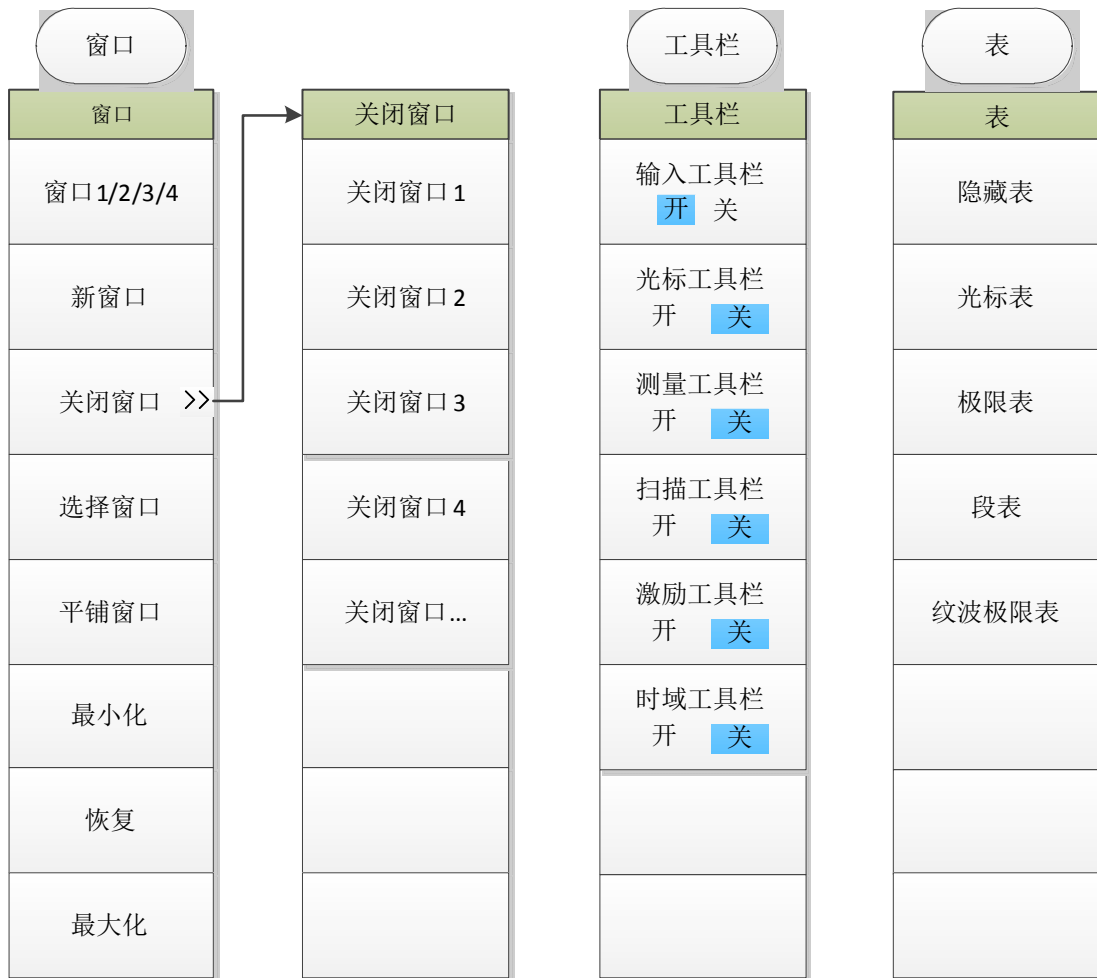 窗口
窗口
窗口1/2/3/4
新窗口
关闭窗口 >>
选择窗口
平铺窗口
最小化
恢复
最大化
关闭窗口
关闭窗口1
关闭窗口2
关闭窗口3
关闭窗口4
关闭窗口...
工具栏
工具栏
输入工具栏
开 关
光标工具栏
开 关
测量工具栏
开 关
扫描工具栏
开 关
激励工具栏
开 关
时域工具栏
开 关
表
表
隐藏表
光标表
极限表
段表
纹波极限表